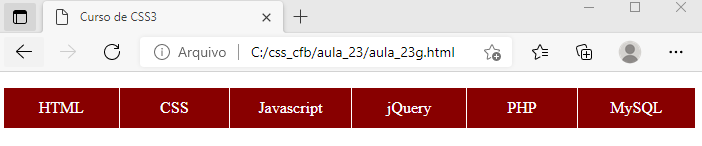 Curso de CSS3
Arquivo | C:/css_cfb/aula_23/aula_23g.html
HTML CSS Javascript jQuery PHP MySQL